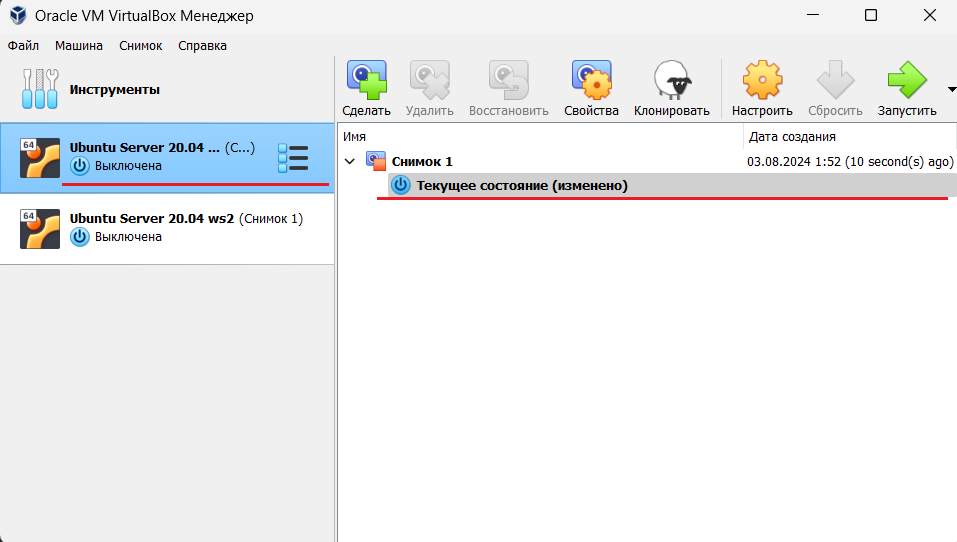 Oracle VM VirtualBox Менеджер
Файл Машина Снимок Справка
Инструменты
64
Ubuntu Server 20.04 ... (С...)
Выключена
64
Ubuntu Server 20.04 ws2 (Снимок 1)
Выключена
Сделать Удалить Восстановить Свойства Клонировать Настроить Сбросить Запустить
Имя Дата создания
Снимок 1 03.08.2024 1:52 (10 second(s) ago)
Текущее состояние (изменено)